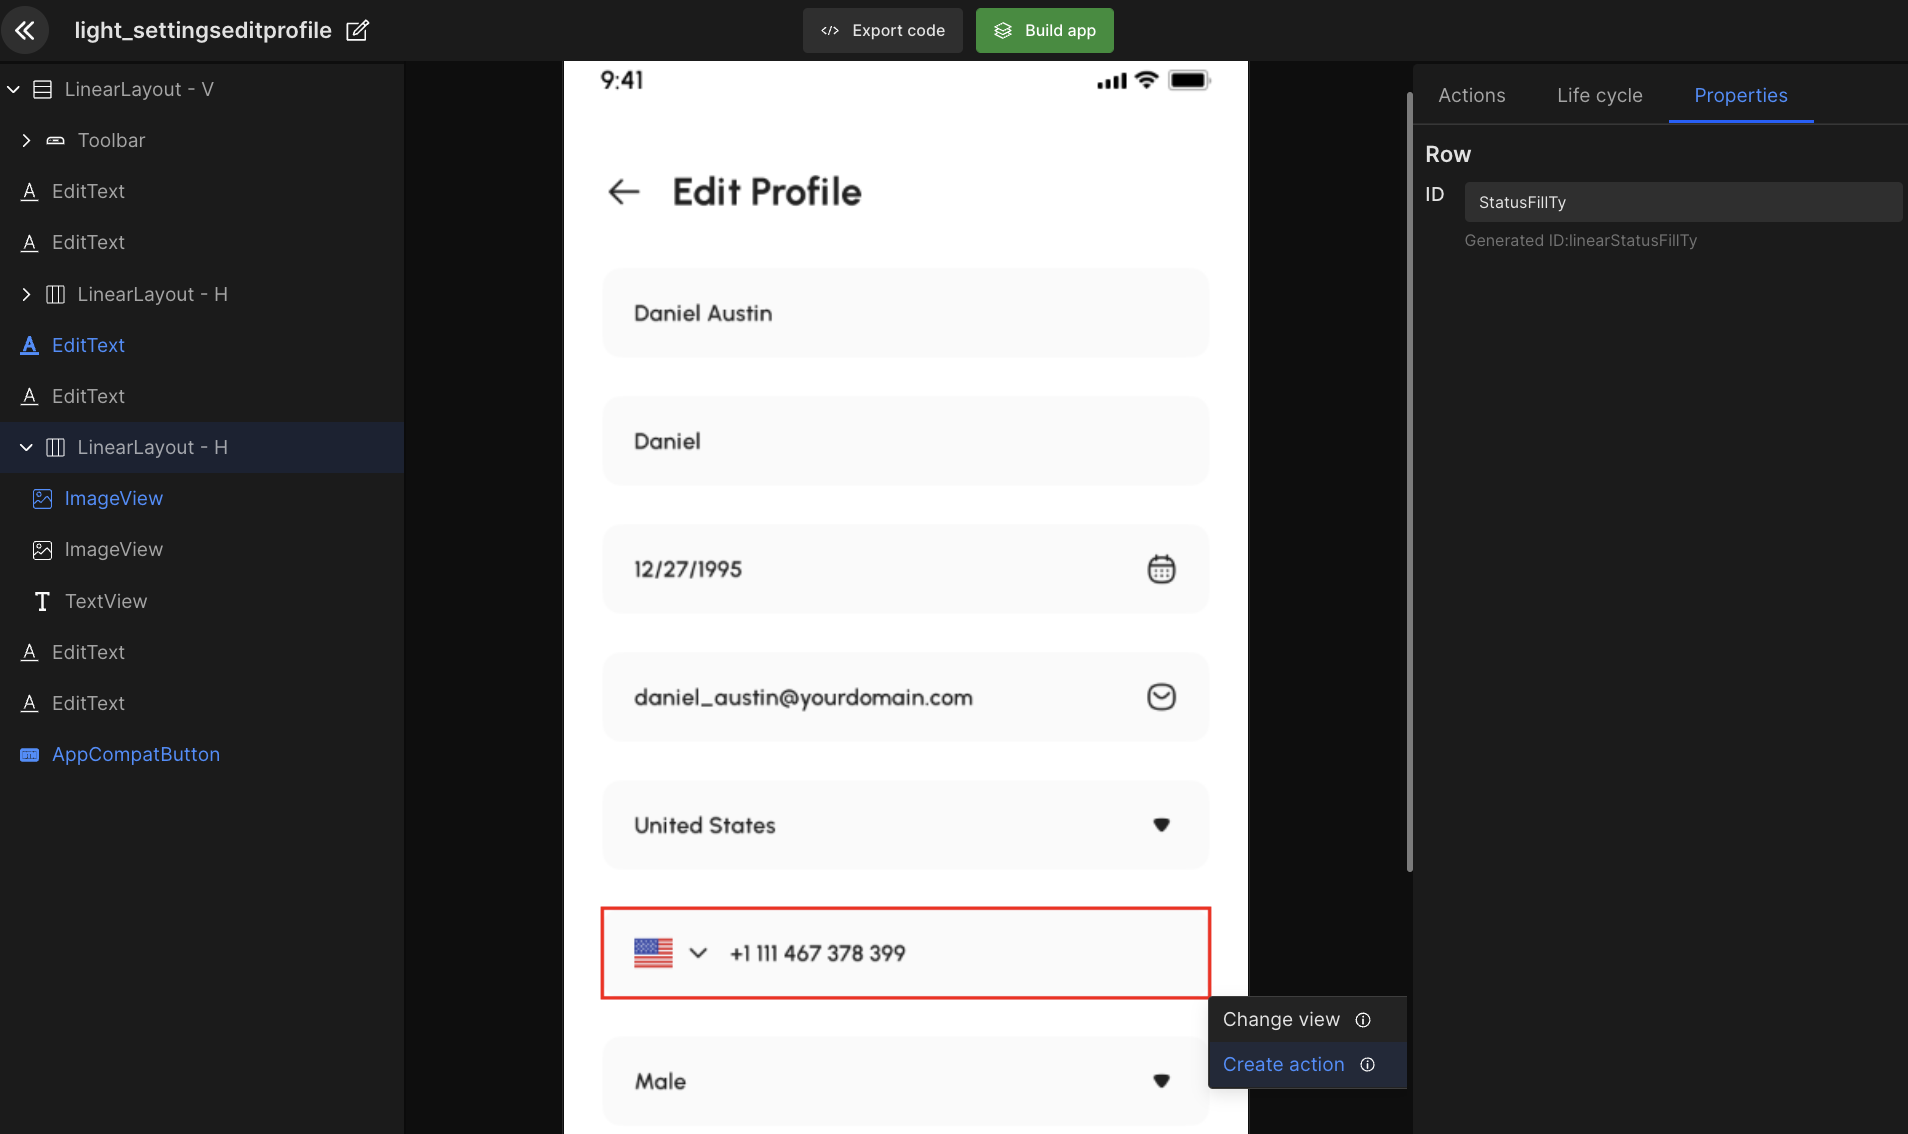 light_settingseditprofile
Export code
Build app
LinearLayout - V
Toolbar
EditText
EditText
LinearLayout - H
EditText
EditText
LinearLayout - H
ImageView
ImageView
TextView
EditText
EditText
AppCompatButton
9:41
Edit Profile
Daniel Austin
Daniel
12/27/1995
daniel_austin@yourdomain.com
United States
+1 111 467 378 399
Male
Change view
Create action
Actions Life cycle Properties
Row
ID StatusFillTy
Generated ID:linearStatusFillTy